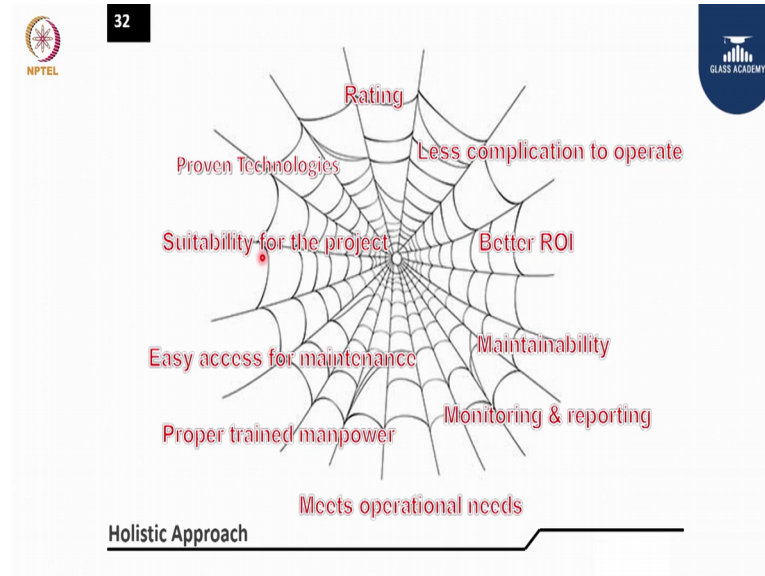 32
NPTEL
GLASS ACADEMY
Rating
Less complication to operate
Proven Technologies
Suitability for the project
Better ROI
Maintainability
Easy access for maintenance
Monitoring & reporting
Proper trained manpower
Meets operational needs
Holistic Approach